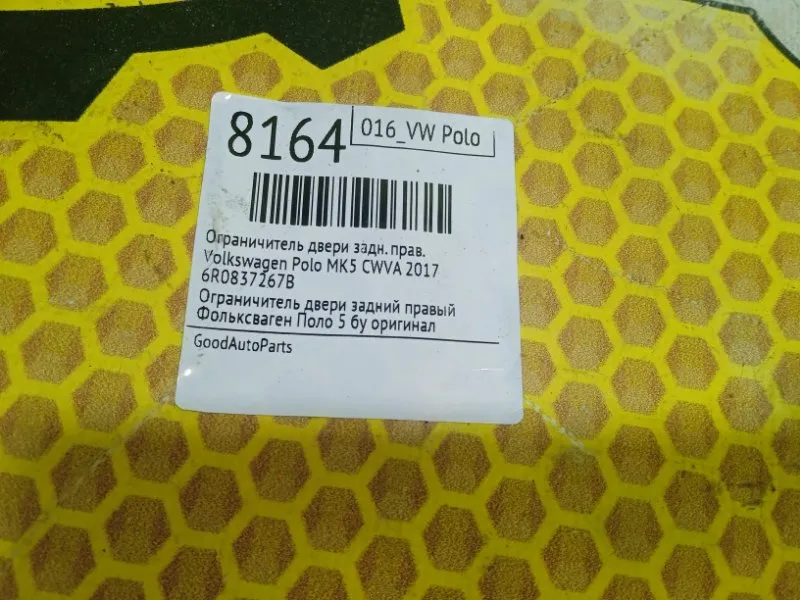 8164
016_VW Polo
Ограничитель двери задн. прав.
Volkswagen Polo MK5 CWVA 2017
6R0837267B
Ограничитель двери задний правый
Фольксваген Поло 5 бу оригинал
GoodAutoParts